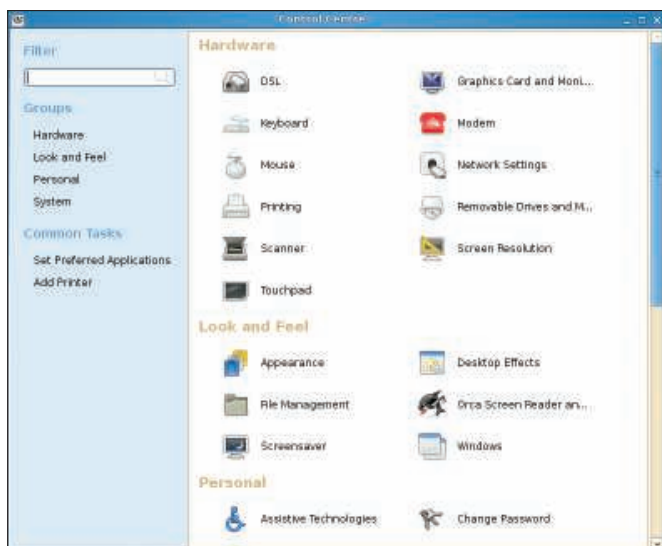 Control Centre
Filter
Groups
Hardware
Look and Feel
Personal
System
Common Tasks
Set Preferred Applications
Add Printer
Hardware
DSL
Graphics Card and Moni...
Keyboard
Modem
Mouse
Network Settings
Printing
Removable Drives and M...
Scanner
Screen Resolution
Touchpad
Look and Feel
Appearance
Desktop Effects
File Management
Orca Screen Reader an...
Screensaver
Windows
Personal
Assistive Technologies
Change Password